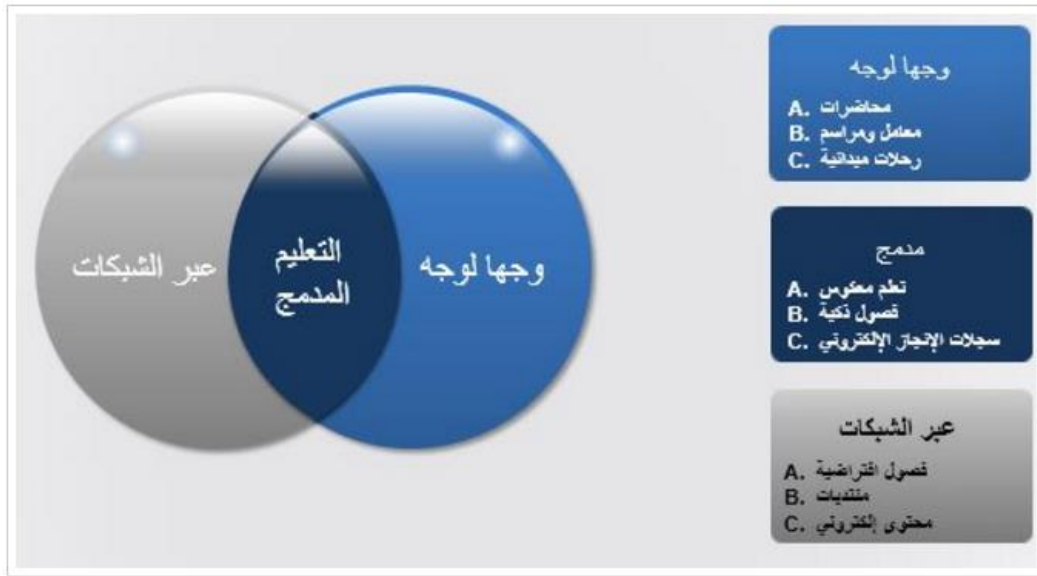 وجها لوجه
A. محاضرات
B. معامل ومراسم
C. رحلات ميدانية
مدمج
A. تعلم معكوس
B. فصول ذكية
C. سجلات الإنجاز الإلكتروني
عبر الشبكات
A. فصول افتراضية
B. منتديات
C. محتوى إلكتروني
وجها لوجه
التعليم
المدمج
عبر الشبكات